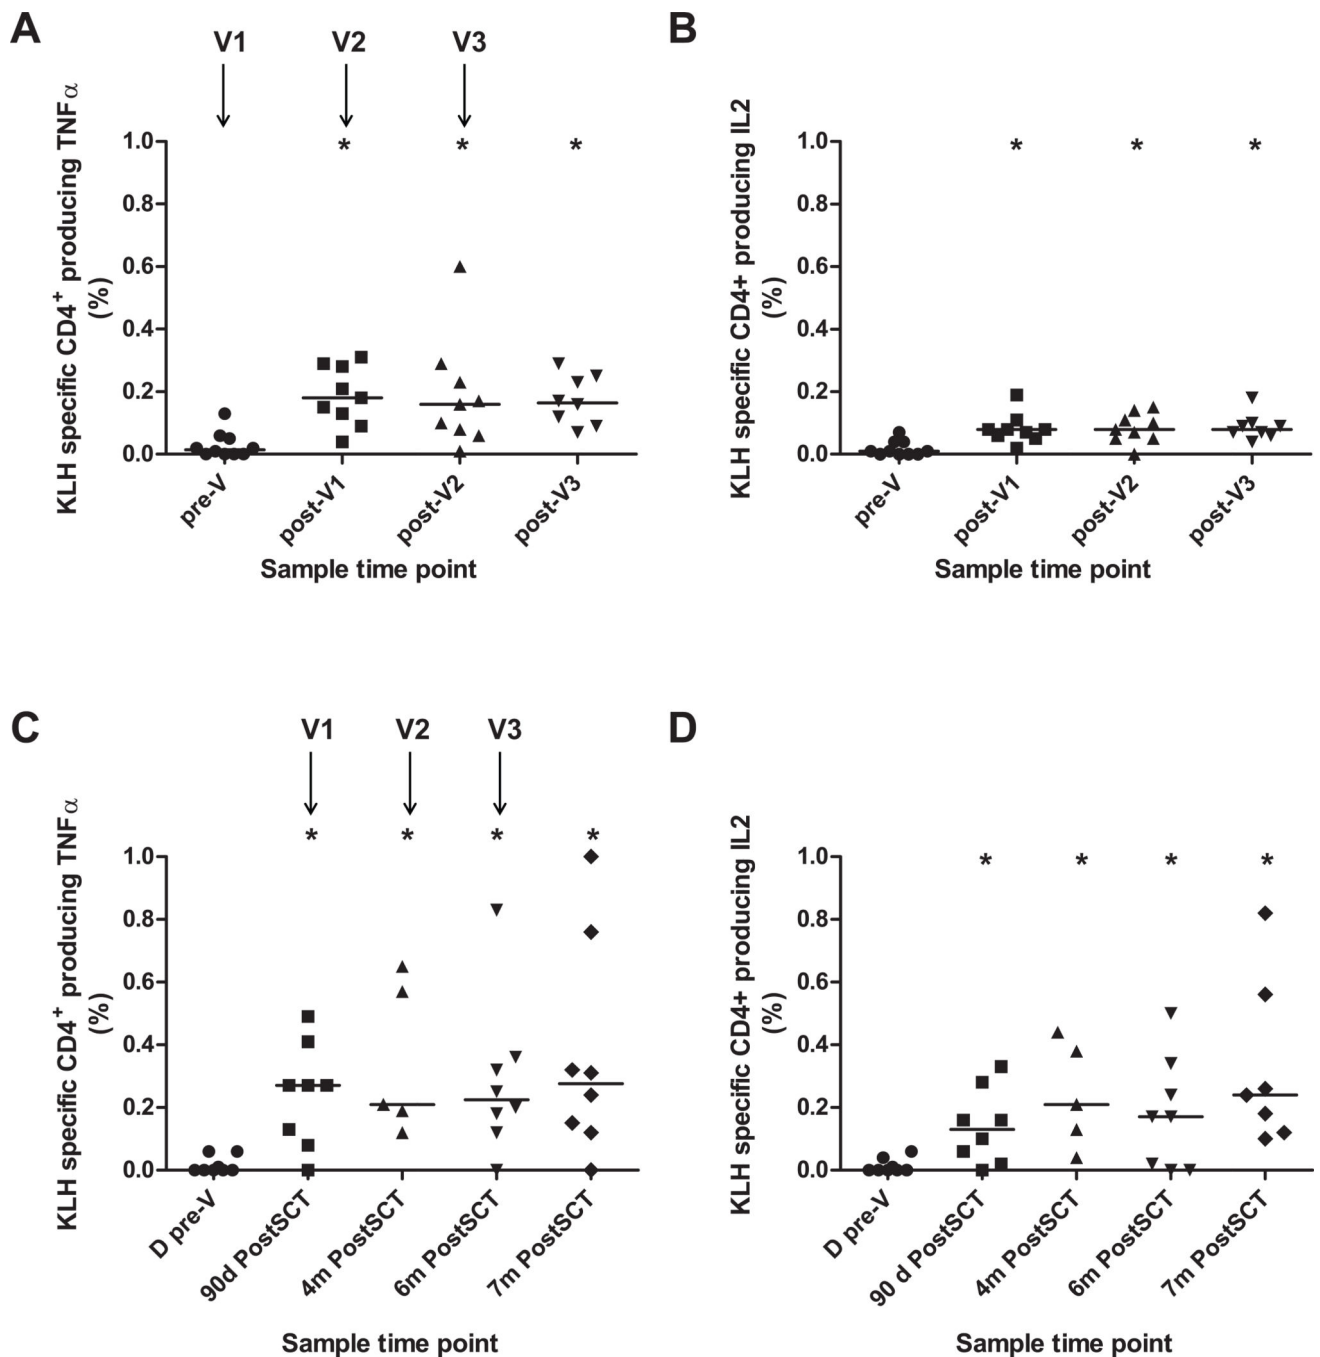 A
V1 V2 V3
KLH specific CD4+ producing TNFα
(%)
1.0
0.8
0.6
0.4
0.2
0.0
* * *
pre-V
post-V1
post-V2
post-V3
Sample time point
B
KLH specific CD4+ producing IL2
(%)
1.0
0.8
0.6
0.4
0.2
0.0
* * *
pre-V
post-V1
post-V2
post-V3
Sample time point
C
V1 V2 V3
KLH specific CD4+ producing TNFα
(%)
* * * *
1.0
0.8
0.6
0.4
0.2
0.0
D pre-V
90d PostSCT
4m PostSCT
6m PostSCT
7m PostSCT
Sample time point
D
KLH specific CD4+ producing IL2
(%)
* * * *
1.0
0.8
0.6
0.4
0.2
0.0
D pre-V
90 d PostSCT
4m PostSCT
6m PostSCT
7m PostSCT
Sample time point